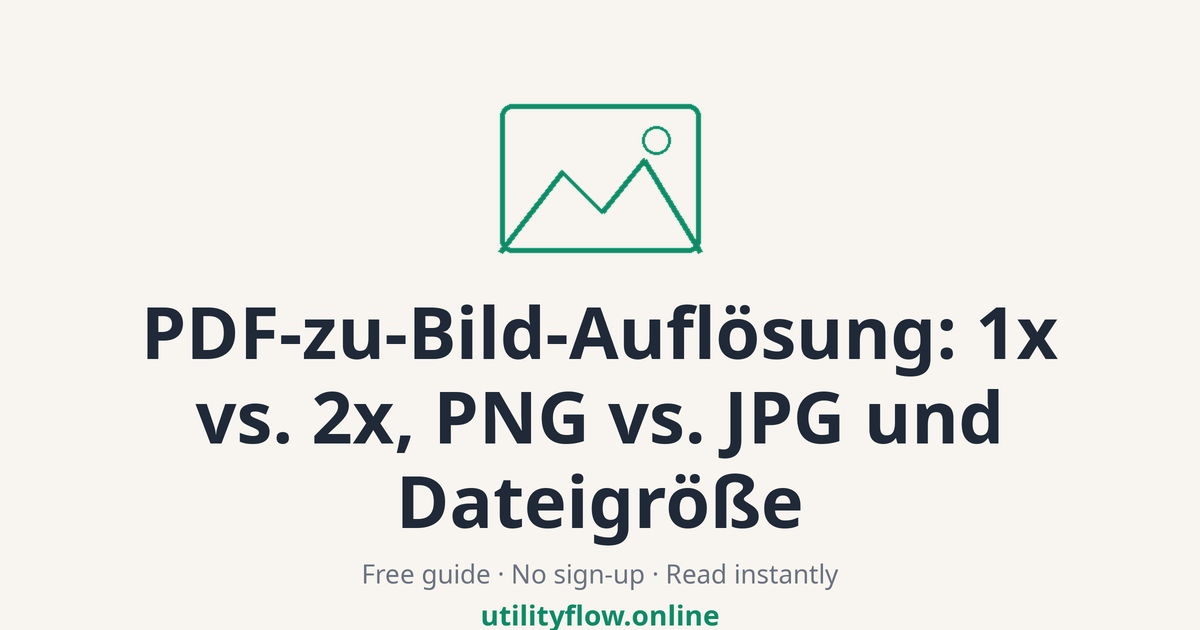 PDF-zu-Bild-Auflösung: 1x
vs. 2x, PNG vs. JPG und
Dateigröße
Free guide · No sign-up · Read instantly
utilityflow.online